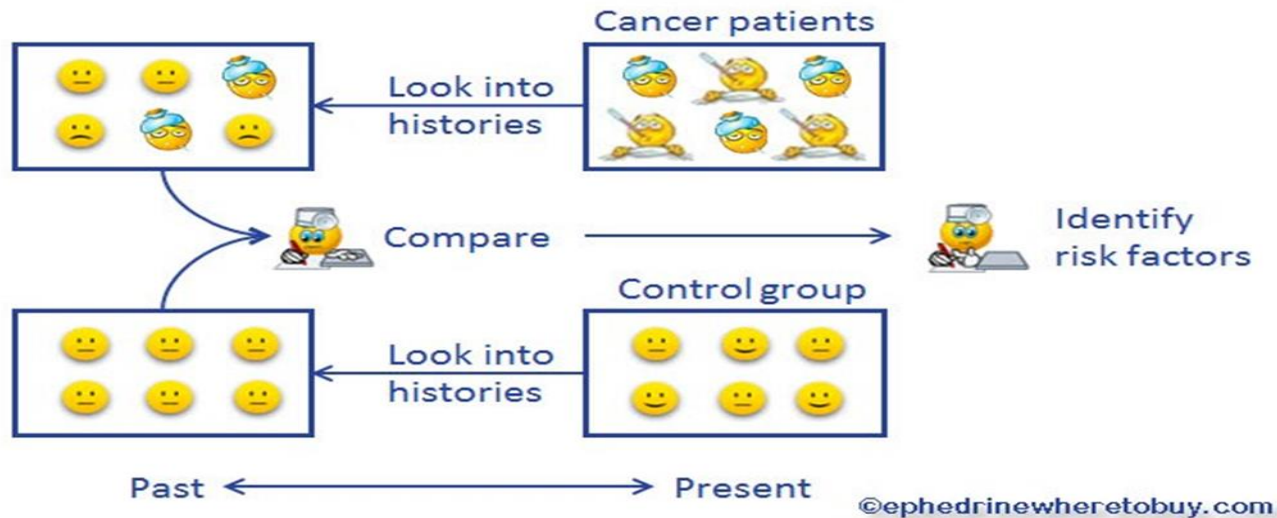 Cancer patients
Look into
histories
Compare
Identify
risk factors
Control group
Look into
histories
Past
Present
©ephedrinewheretobuy.com